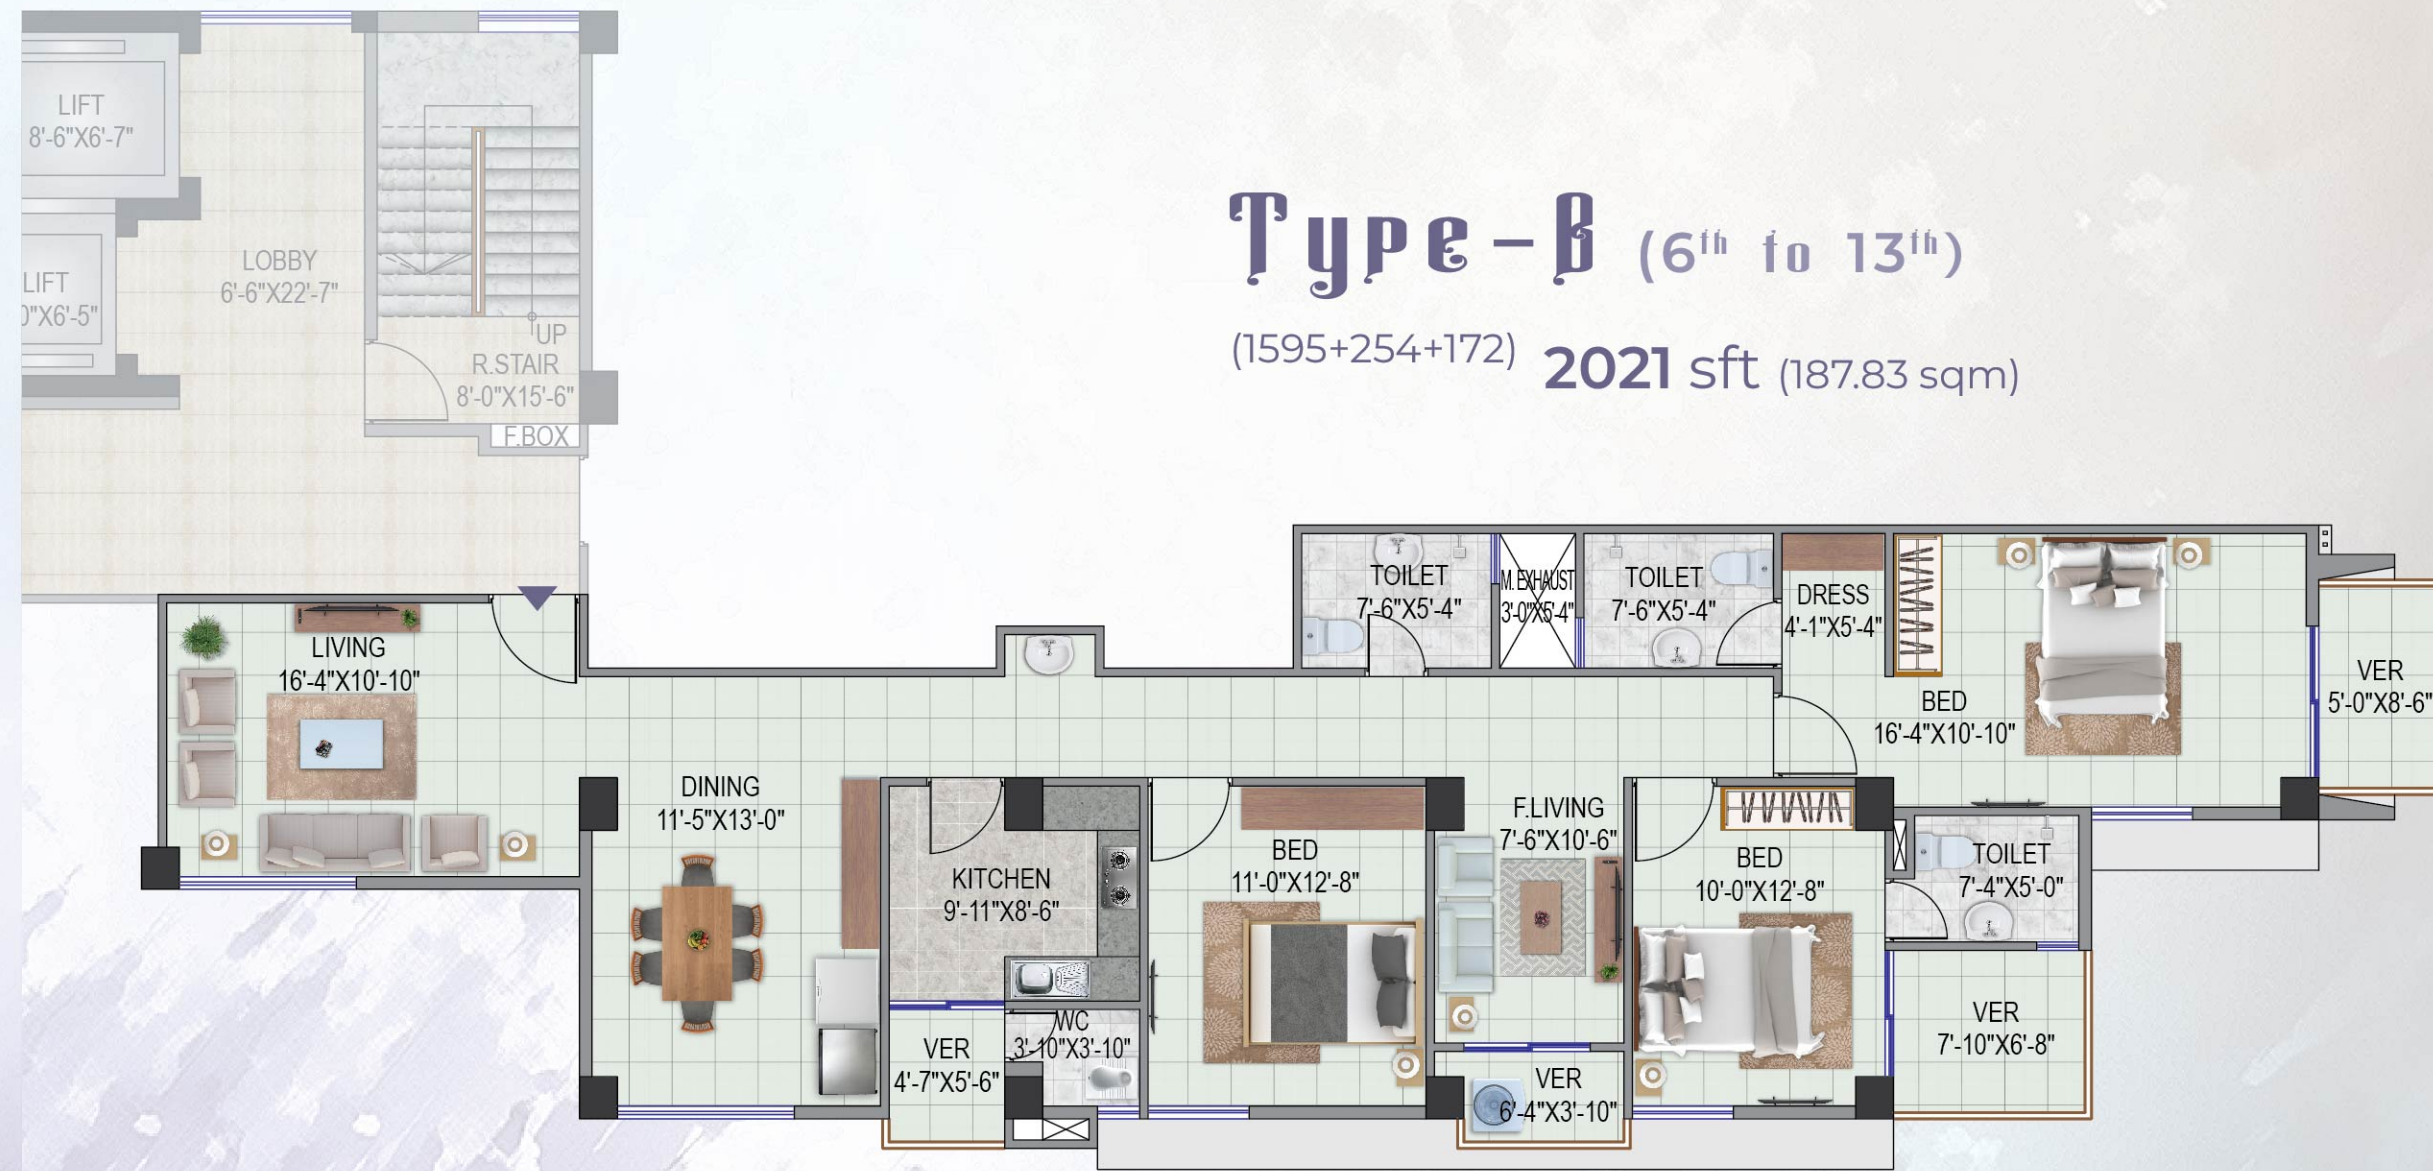 LIFT
8'-6"X6'-7"
LOBBY
6'-6"X22'-7"
LIFT
0"X6'-5"
UP
R.STAIR
8'-0"X15'-6"
F.BOX
Type-B (6th to 13th)
(1595+254+172) 2021 sft (187.83 sqm)
LIVING
16'-4"X10'-10"
DINING
11'-5"X13'-0"
KITCHEN
9'-11"X8'-6"
VER
4'-7"X5'-6"
WC
3'-10"X3'-10"
BED
11'-0"X12'-8"
TOILET
7'-6"X5'-4"
M. EXHAUST
3'-0"X5'-4"
TOILET
7'-6"X5'-4"
DRESS
4'-1"X5'-4"
BED
16'-4"X10'-10"
VER
5'-0"X8'-6"
F.LIVING
7'-6"X10'-6"
VER
6'-4"X3'-10"
BED
10'-0"X12'-8"
TOILET
7'-4"X5'-0"
VER
7'-10"X6'-8"